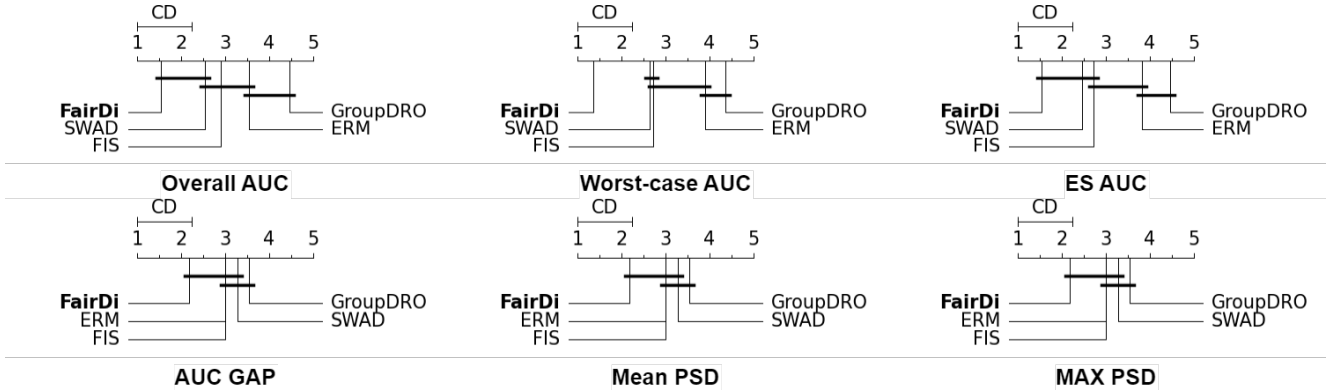 CD
1 2 3 4 5
FairDi
SWAD
FIS
GroupDRO
ERM
Overall AUC
CD
1 2 3 4 5
FairDi
SWAD
FIS
GroupDRO
ERM
Worst-case AUC
CD
1 2 3 4 5
FairDi
SWAD
FIS
GroupDRO
ERM
ES AUC
CD
1 2 3 4 5
FairDi
ERM
FIS
GroupDRO
SWAD
AUC GAP
CD
1 2 3 4 5
FairDi
ERM
FIS
GroupDRO
SWAD
Mean PSD
CD
1 2 3 4 5
FairDi
ERM
FIS
GroupDRO
SWAD
MAX PSD